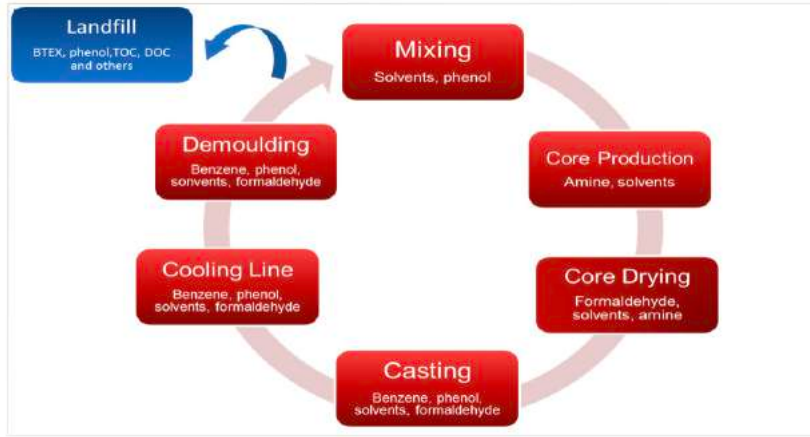 Landfill
BTEX, phenol,TOC, DOC
and others
Mixing
Solvents, phenol
Core Production
Amine, solvents
Core Drying
Formaldehyde,
solvents, amine
Casting
Benzene, phenol,
solvents, formaldehyde
Cooling Line
Benzene, phenol,
solvents, formaldehyde
Demoulding
Benzene, phenol,
sonvents, formaldehyde